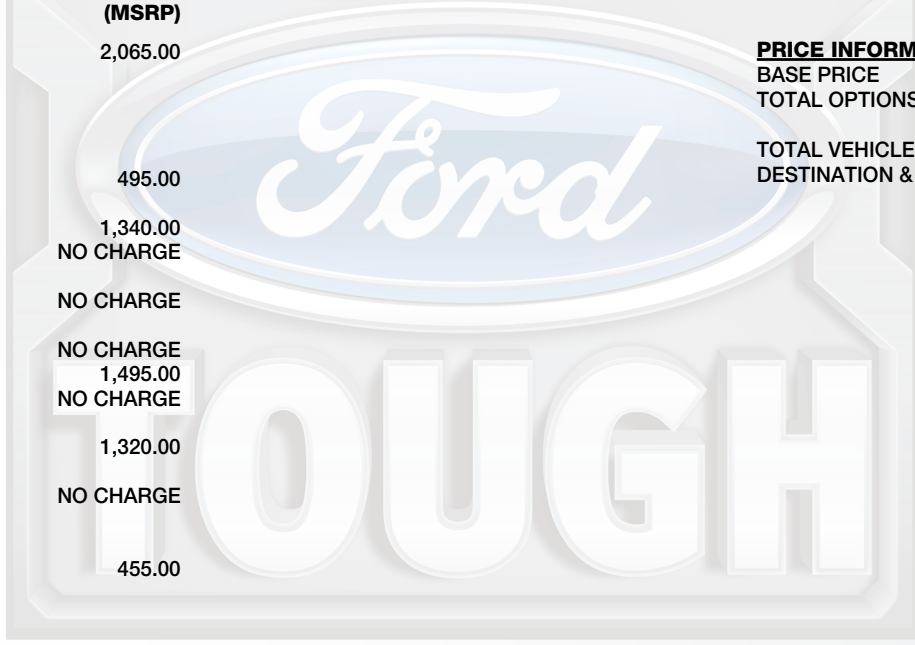 (MSRP)
2,065.00
495.00
1,340.00
NO CHARGE
NO CHARGE
NO CHARGE
1,495.00
NO CHARGE
1,320.00
NO CHARGE
455.00
PRICE INFORM
BASE PRICE
TOTAL OPTIONS
TOTAL VEHICLE
DESTINATION &
Ford
TOUGH